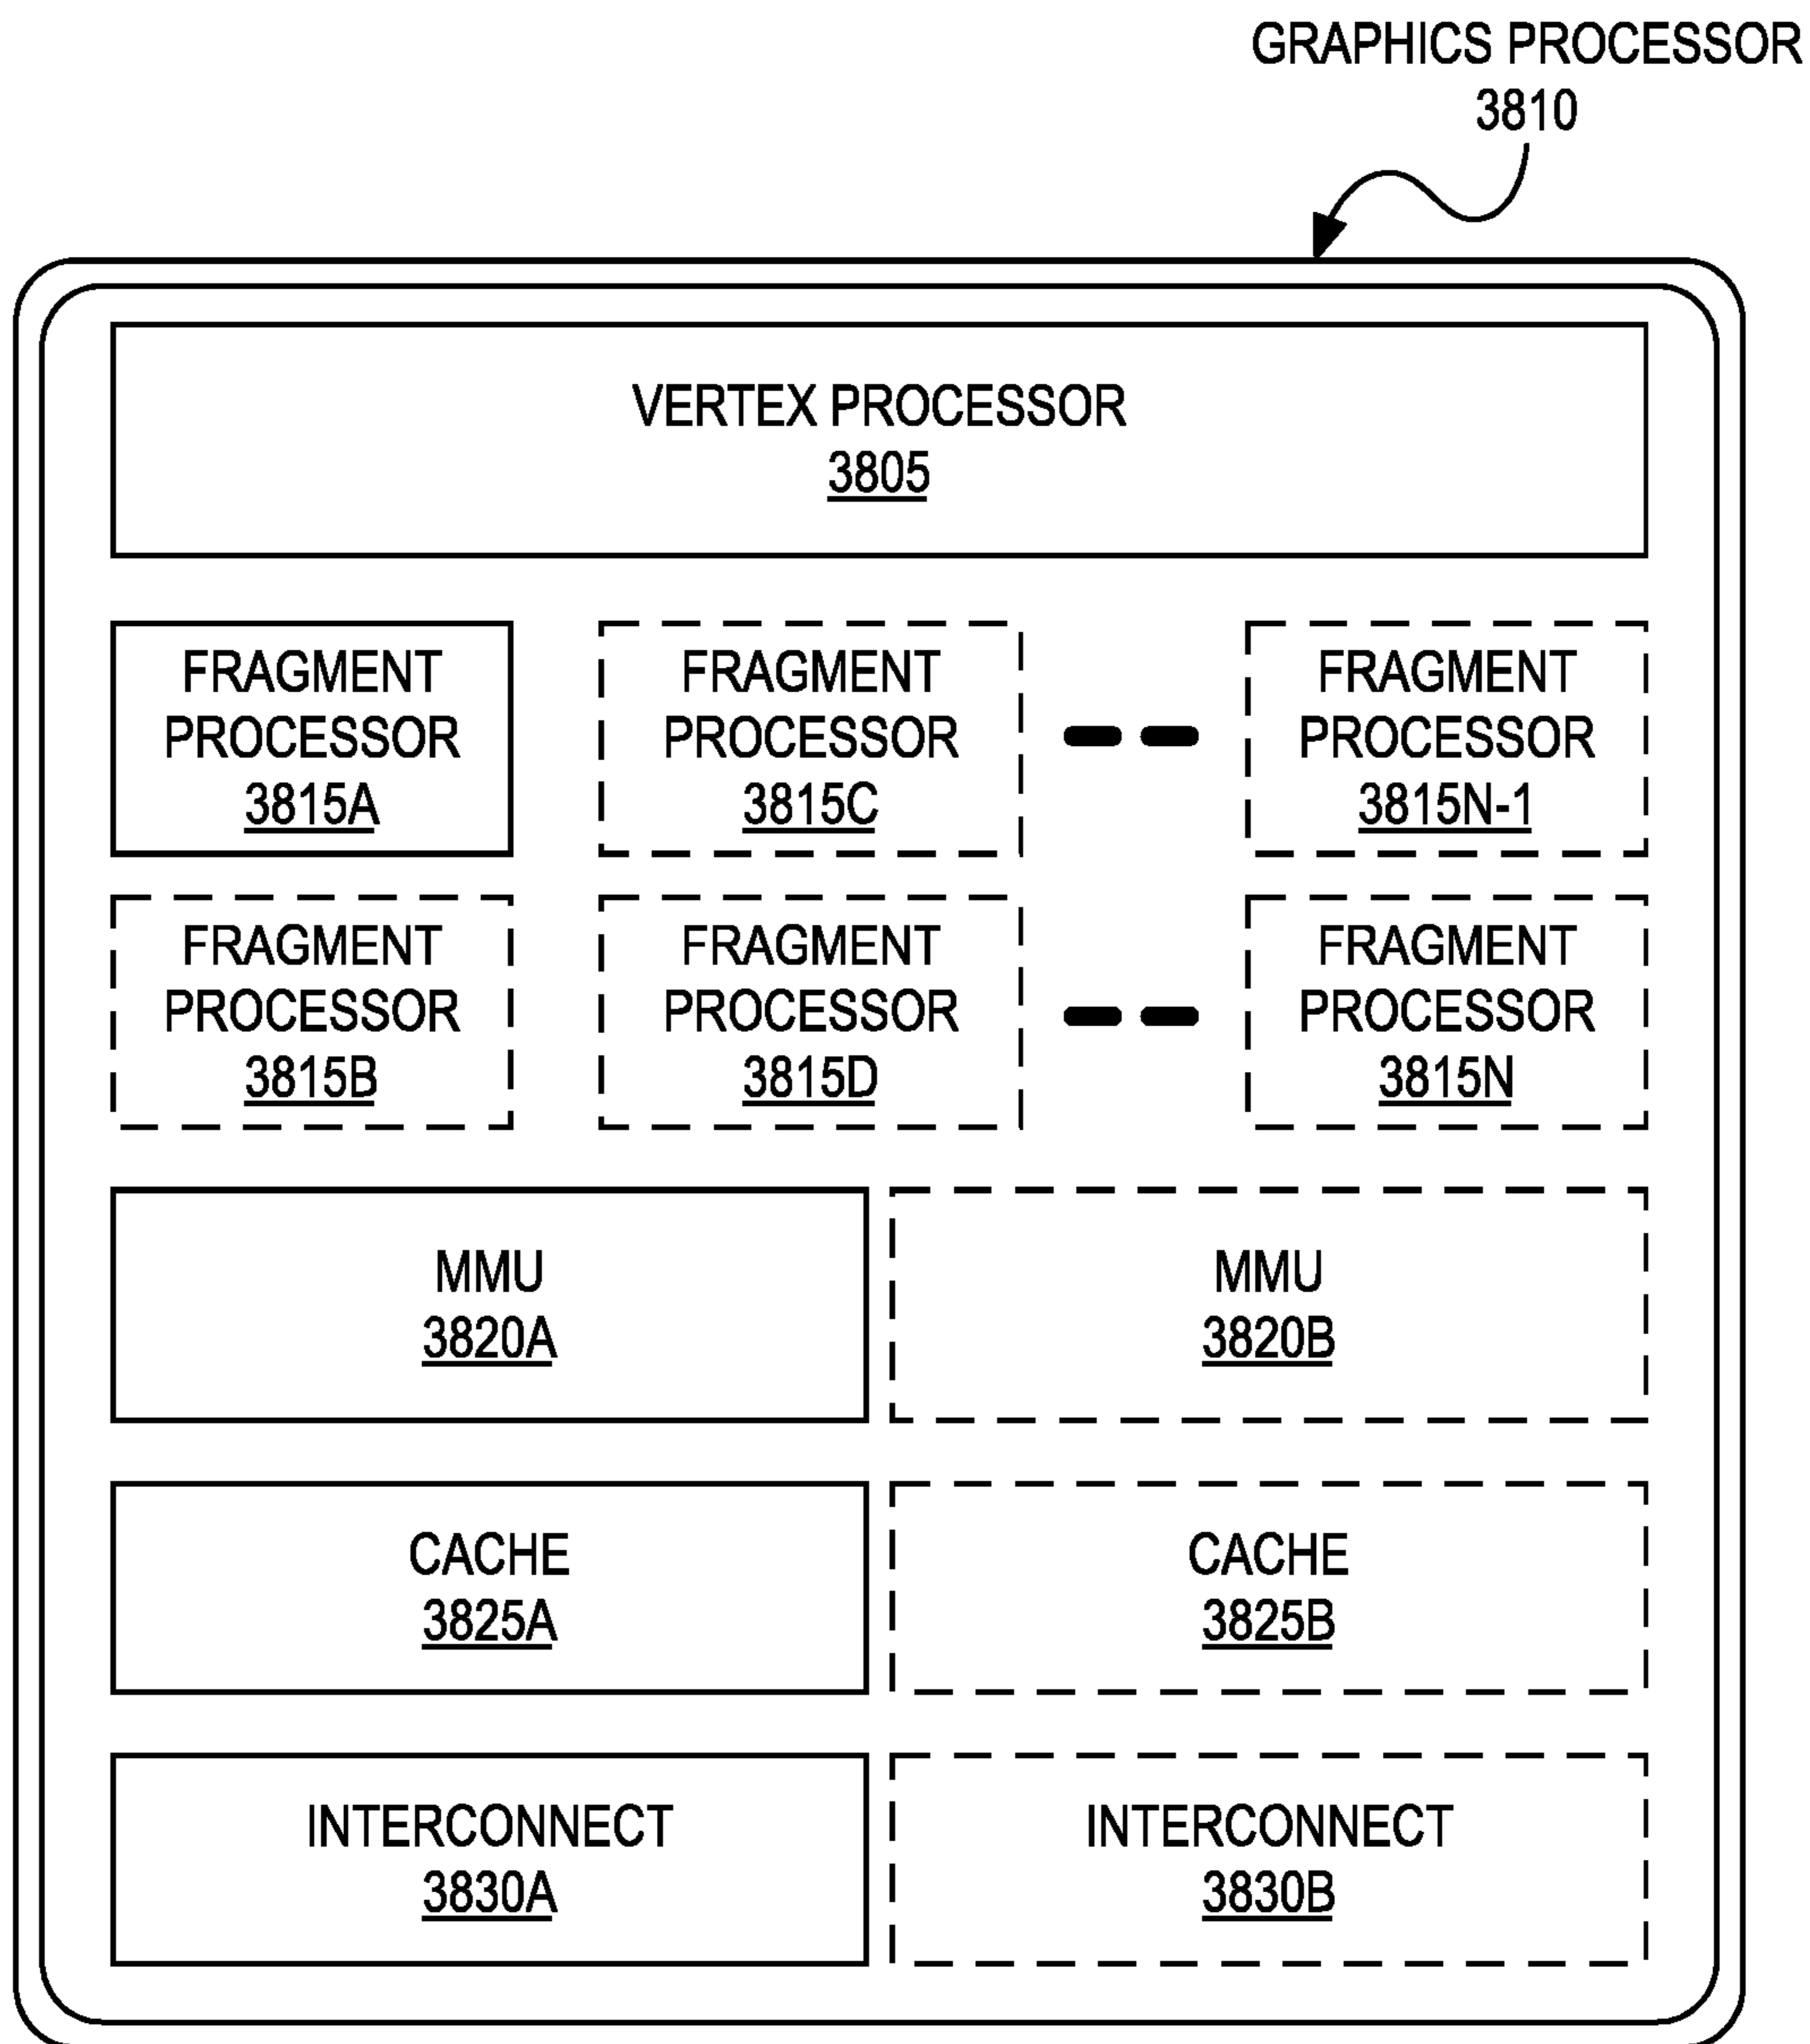 GRAPHICS PROCESSOR
3810
VERTEX PROCESSOR
3805
FRAGMENT
PROCESSOR
3815A
FRAGMENT
PROCESSOR
3815C
FRAGMENT
PROCESSOR
3815N-1
FRAGMENT
PROCESSOR
3815B
FRAGMENT
PROCESSOR
3815D
FRAGMENT
PROCESSOR
3815N
MMU
3820A
MMU
3820B
CACHE
3825A
CACHE
3825B
INTERCONNECT
3830A
INTERCONNECT
3830B